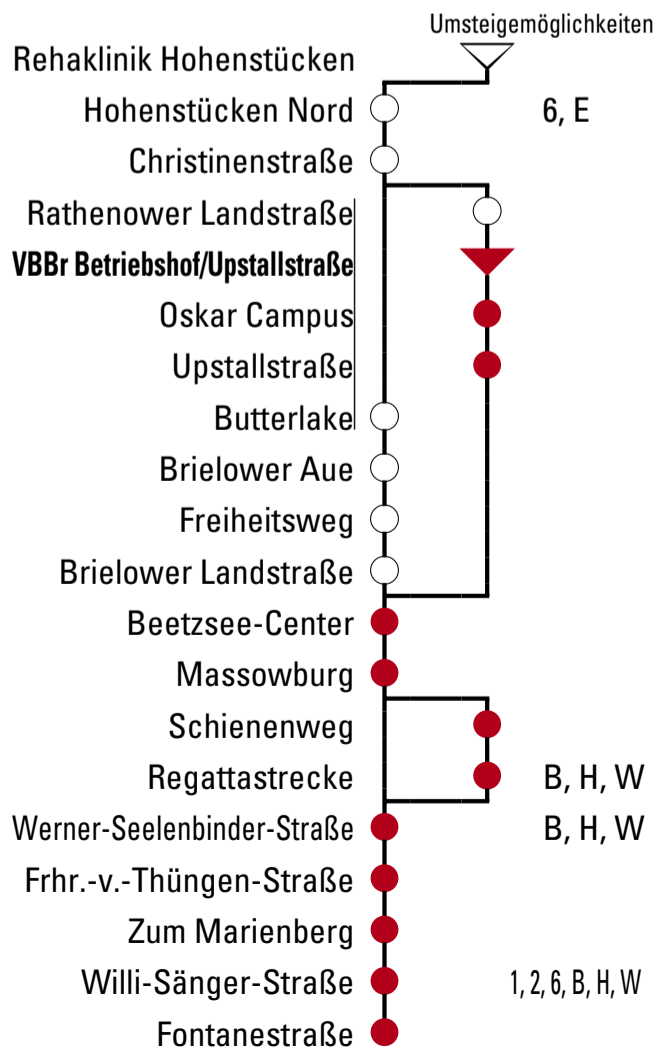 Umsteigemöglichkeiten
Rehaklinik Hohenstücken
Hohenstücken Nord 6, E
Christinenstraße
Rathenower Landstraße
VBBr Betriebshof/Upstallstraße
Oskar Campus
Upstallstraße
Butterlake
Brielower Aue
Freiheitsweg
Brielower Landstraße
Beetzsee-Center
Massowburg
Schienenweg
Regattastrecke B, H, W
Werner-Seelenbinder-Straße B, H, W
Frhr.-v.-Thüngen-Straße
Zum Marienberg
Willi-Sänger-Straße 1, 2, 6, B, H, W
Fontanestraße